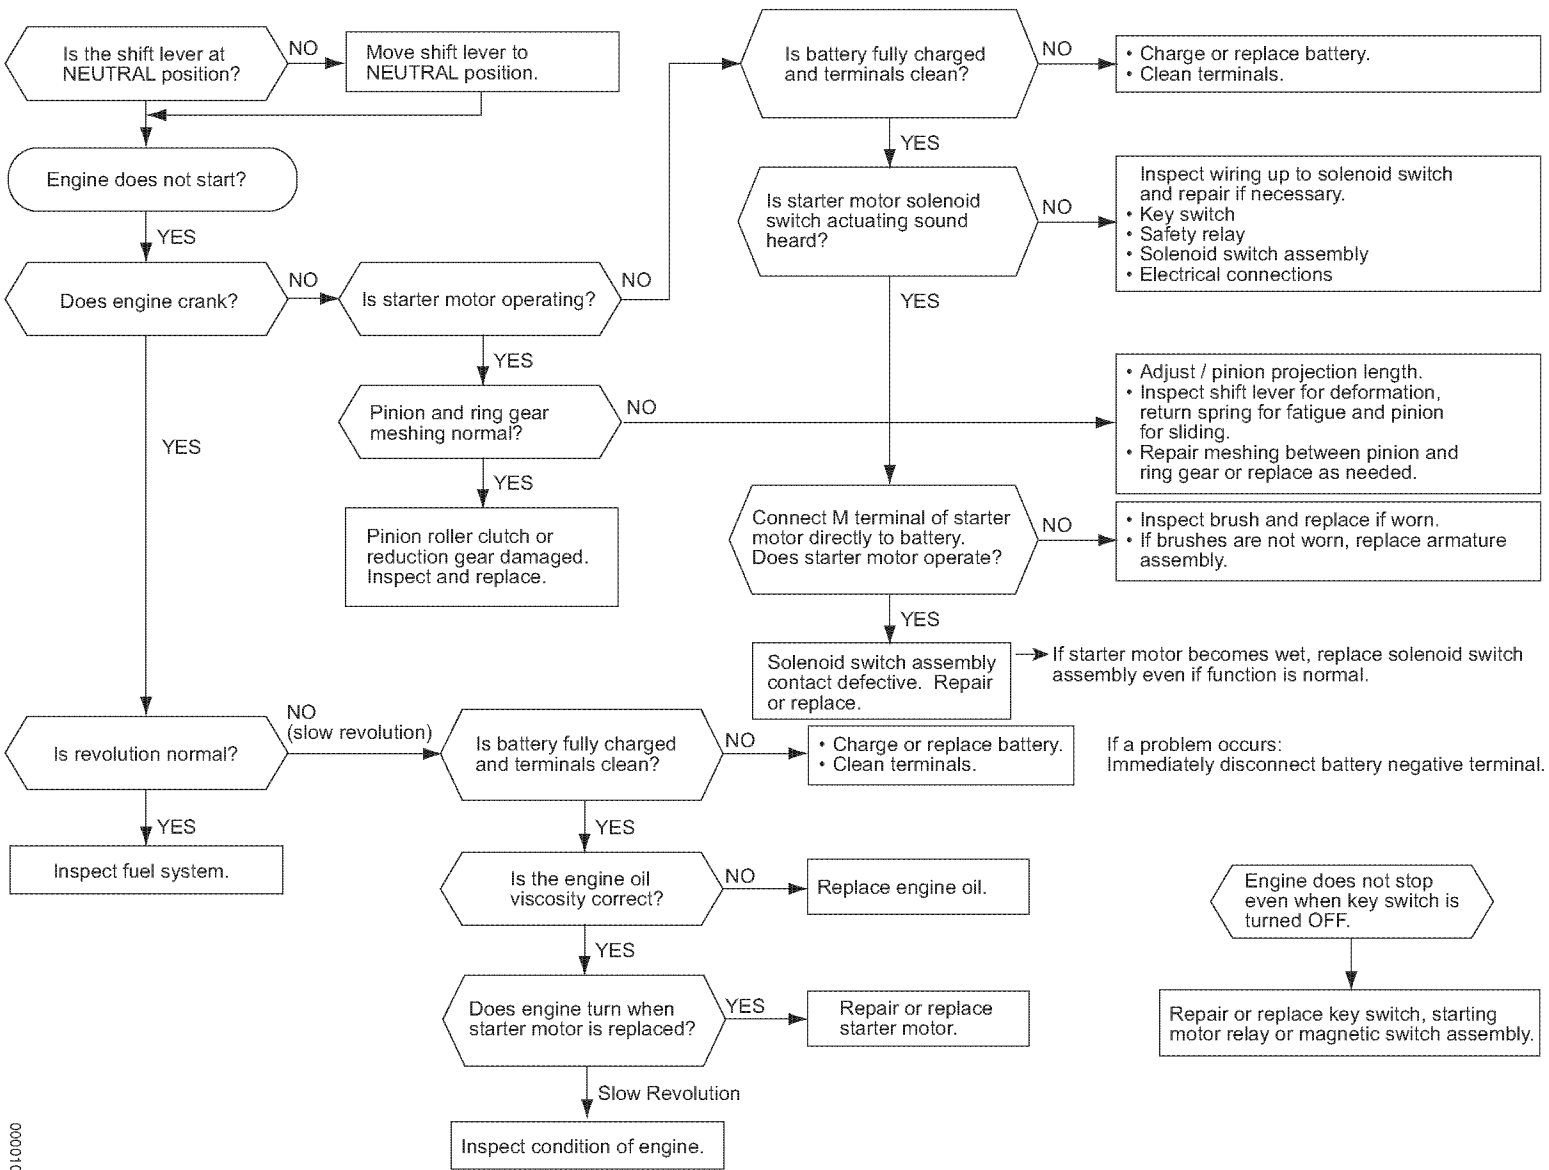 Is the shift lever at
NEUTRAL position?
NO
Move shift lever to
NEUTRAL position.
Engine does not start?
YES
Does engine crank?
NO
Is starter motor operating?
NO
YES
Pinion and ring gear
meshing normal?
NO
YES
Pinion roller clutch or
reduction gear damaged.
Inspect and replace.
YES
Is battery fully charged
and terminals clean?
NO
• Charge or replace battery.
• Clean terminals.
YES
Is starter motor solenoid
switch actuating sound
heard?
NO
Inspect wiring up to solenoid switch
and repair if necessary.
• Key switch
• Safety relay
• Solenoid switch assembly
• Electrical connections
YES
• Adjust / pinion projection length.
• Inspect shift lever for deformation,
return spring for fatigue and pinion
for sliding.
• Repair meshing between pinion and
ring gear or replace as needed.
Connect M terminal of starter
motor directly to battery.
Does starter motor operate?
NO
• Inspect brush and replace if worn.
• If brushes are not worn, replace armature
assembly.
YES
Solenoid switch assembly
contact defective. Repair
or replace.
If starter motor becomes wet, replace solenoid switch
assembly even if function is normal.
Is revolution normal?
NO
(slow revolution)
YES
Inspect fuel system.
Is battery fully charged
and terminals clean?
NO
• Charge or replace battery.
• Clean terminals.
If a problem occurs:
Immediately disconnect battery negative terminal.
YES
Is the engine oil
viscosity correct?
NO
Replace engine oil.
YES
Does engine turn when
starter motor is replaced?
YES
Repair or replace
starter motor.
Slow Revolution
Inspect condition of engine.
Engine does not stop
even when key switch is
turned OFF.
Repair or replace key switch, starting
motor relay or magnetic switch assembly.